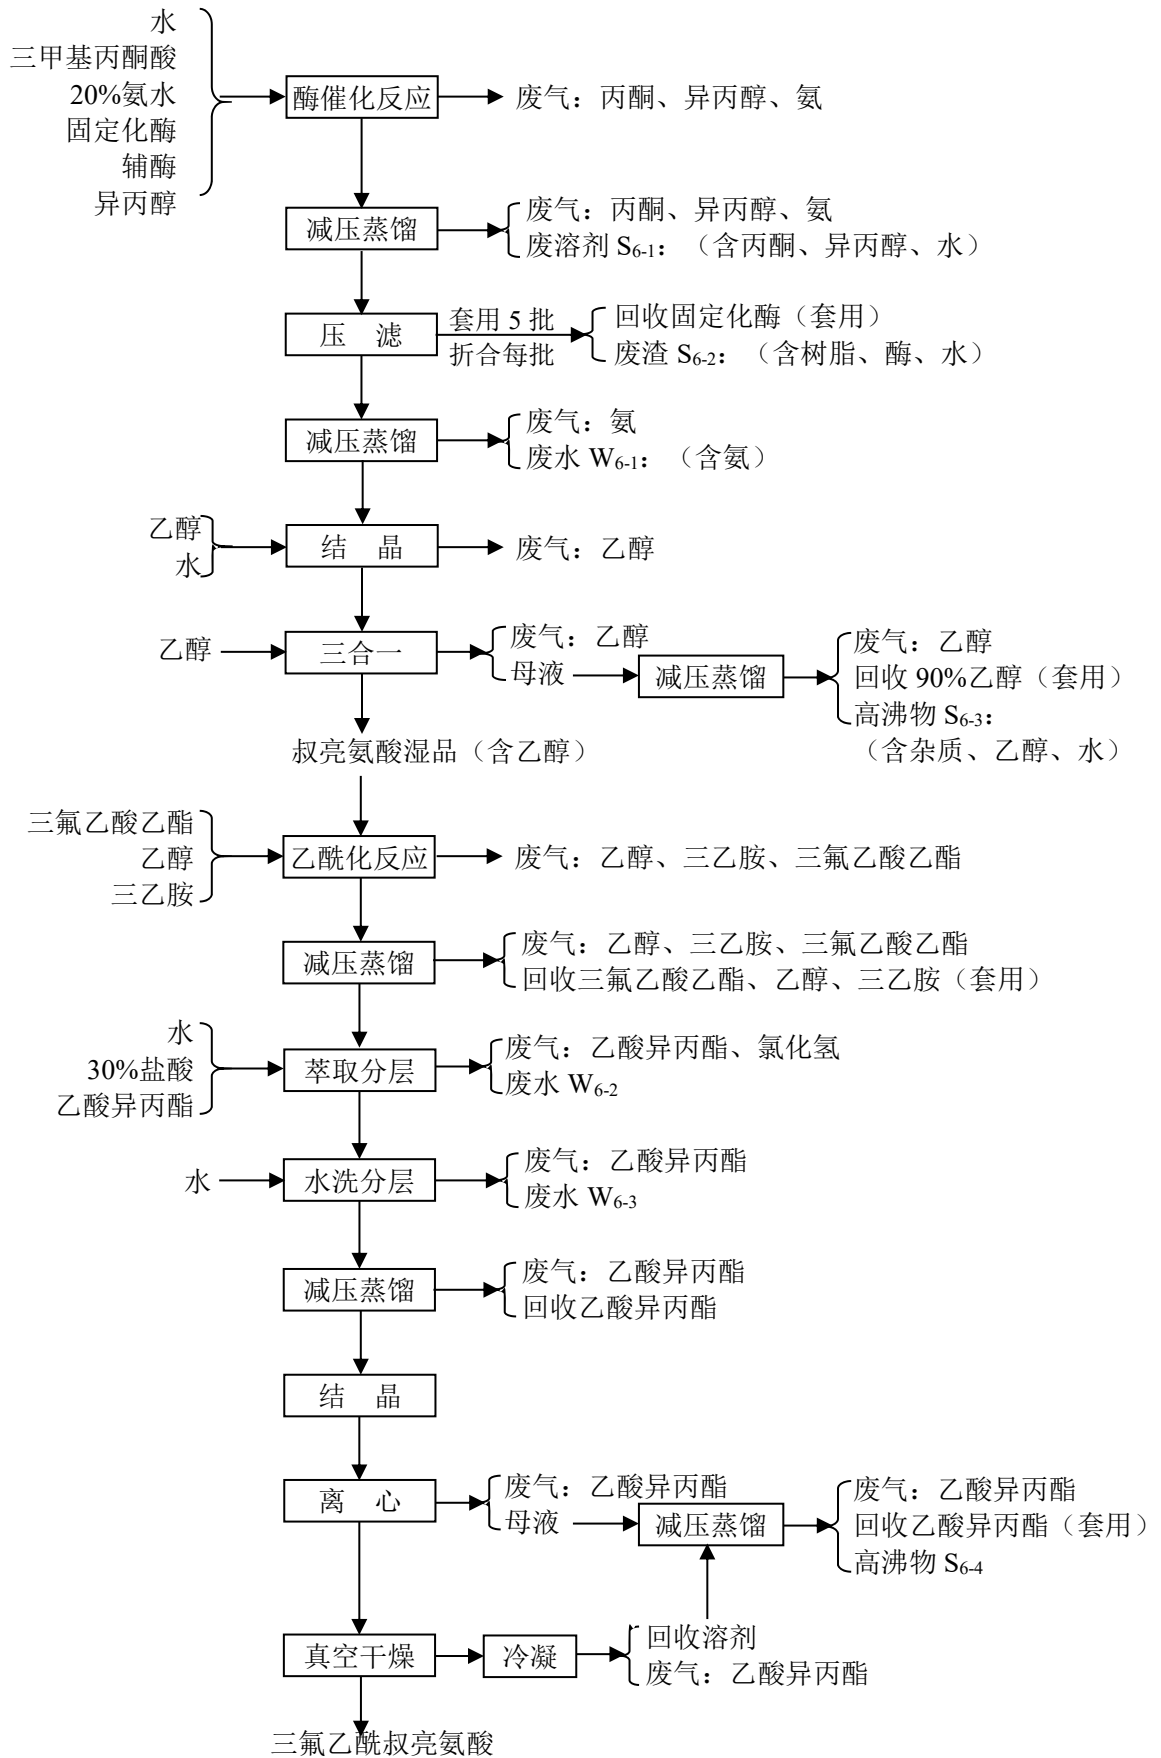 水
三甲基丙酮酸
20%氨水
固定化酶
辅酶
异丙醇
酶催化反应
废气：丙酮、异丙醇、氨
减压蒸馏
废气：丙酮、异丙醇、氨
废溶剂 S6-1：（含丙酮、异丙醇、水）
压 滤
套用 5 批
折合每批
回收固定化酶（套用）
废渣 S6-2：（含树脂、酶、水）
减压蒸馏
废气：氨
废水 W6-1：（含氨）
乙醇
水
结 晶
废气：乙醇
乙醇
三合一
废气：乙醇
母液
减压蒸馏
废气：乙醇
回收 90%乙醇（套用）
高沸物 S6-3：
（含杂质、乙醇、水）
叔亮氨酸湿品（含乙醇）
三氟乙酸乙酯
乙醇
三乙胺
乙酰化反应
废气：乙醇、三乙胺、三氟乙酸乙酯
减压蒸馏
废气：乙醇、三乙胺、三氟乙酸乙酯
回收三氟乙酸乙酯、乙醇、三乙胺（套用）
水
30%盐酸
乙酸异丙酯
萃取分层
废气：乙酸异丙酯、氯化氢
废水 W6-2
水
水洗分层
废气：乙酸异丙酯
废水 W6-3
减压蒸馏
废气：乙酸异丙酯
回收乙酸异丙酯
结 晶
离 心
废气：乙酸异丙酯
母液
减压蒸馏
废气：乙酸异丙酯
回收乙酸异丙酯（套用）
高沸物 S6-4
真空干燥
冷凝
回收溶剂
废气：乙酸异丙酯
三氟乙酰叔亮氨酸